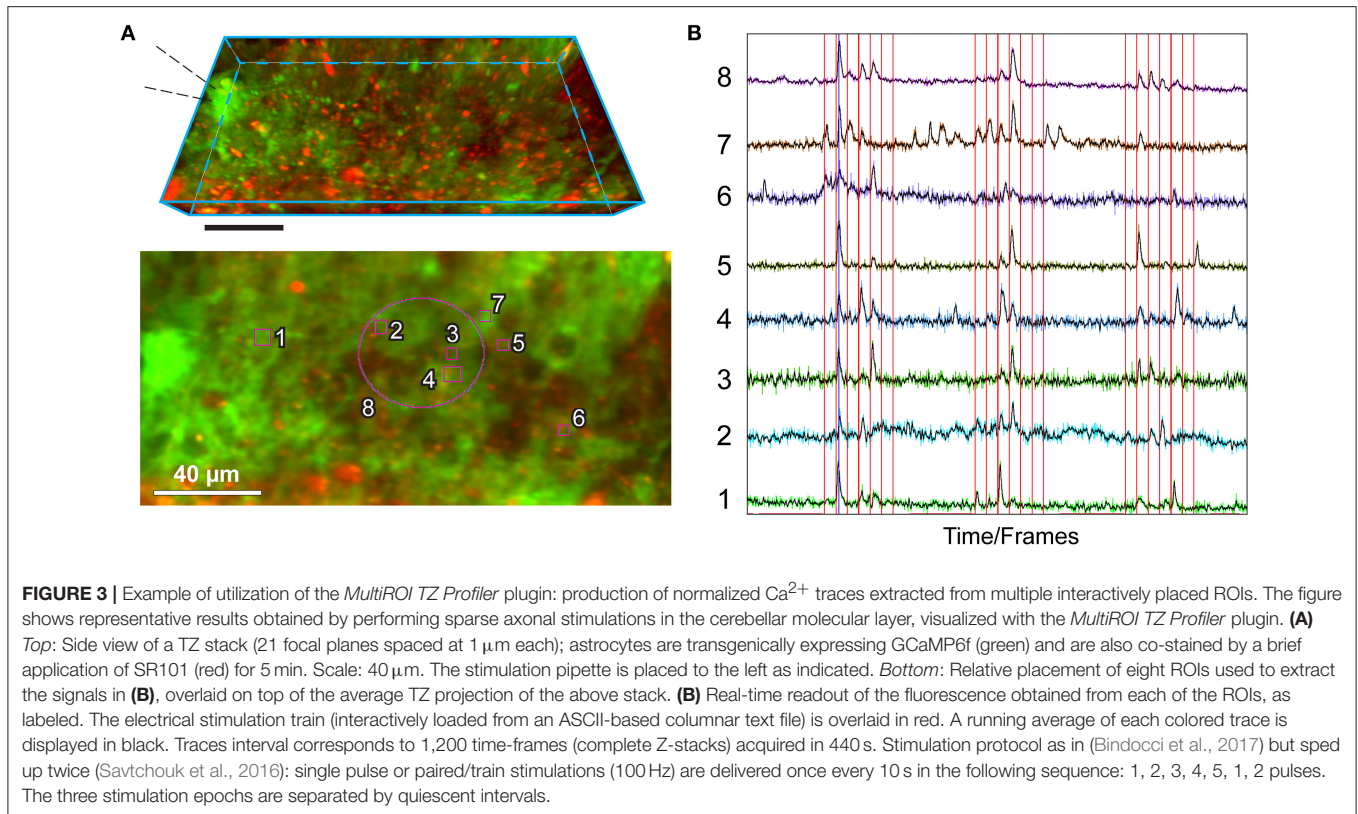 A
B
8
7
6
5
4
3
2
1
Time/Frames
1
2
3
4
5
6
7
8
40 µm
FIGURE 3 | Example of utilization of the MultiROI TZ Profiler plugin: production of normalized Ca2+ traces extracted from multiple interactively placed ROIs. The figure
shows representative results obtained by performing sparse axonal stimulations in the cerebellar molecular layer, visualized with the MultiROI TZ Profiler plugin. (A)
Top: Side view of a TZ stack (21 focal planes spaced at 1 µm each); astrocytes are transgenically expressing GCaMP6f (green) and are also co-stained by a brief
application of SR101 (red) for 5 min. Scale: 40 µm. The stimulation pipette is placed to the left as indicated. Bottom: Relative placement of eight ROIs used to extract
the signals in (B), overlaid on top of the average TZ projection of the above stack. (B) Real-time readout of the fluorescence obtained from each of the ROIs, as
labeled. The electrical stimulation train (interactively loaded from an ASCII-based columnar text file) is overlaid in red. A running average of each colored trace is
displayed in black. Traces interval corresponds to 1,200 time-frames (complete Z-stacks) acquired in 440 s. Stimulation protocol as in (Bindocci et al., 2017) but sped
up twice (Savtchouk et al., 2016): single pulse or paired/train stimulations (100 Hz) are delivered once every 10 s in the following sequence: 1, 2, 3, 4, 5, 1, 2 pulses.
The three stimulation epochs are separated by quiescent intervals.